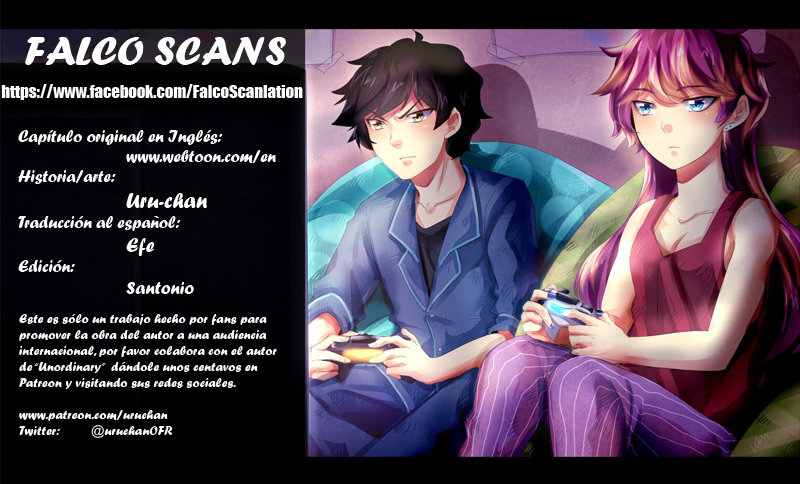 FALCO SCANS
https://www.facebook.com/FalcoScanlation
Capítulo original en Inglés:
www.webtoon.com/en
Historia/arte:
Uru-chan
Traducción al español:
Efe
Edición:
Santonio
Este es sólo un trabajo hecho por fans para
promover la obra del autor a una audiencia
internacional, por favor colabora con el autor
de "Unordinary" dándole unos centavos en
Patreon y visitando sus redes sociales.
www.patreon.com/uruchan
Twitter: @uruchanOFR